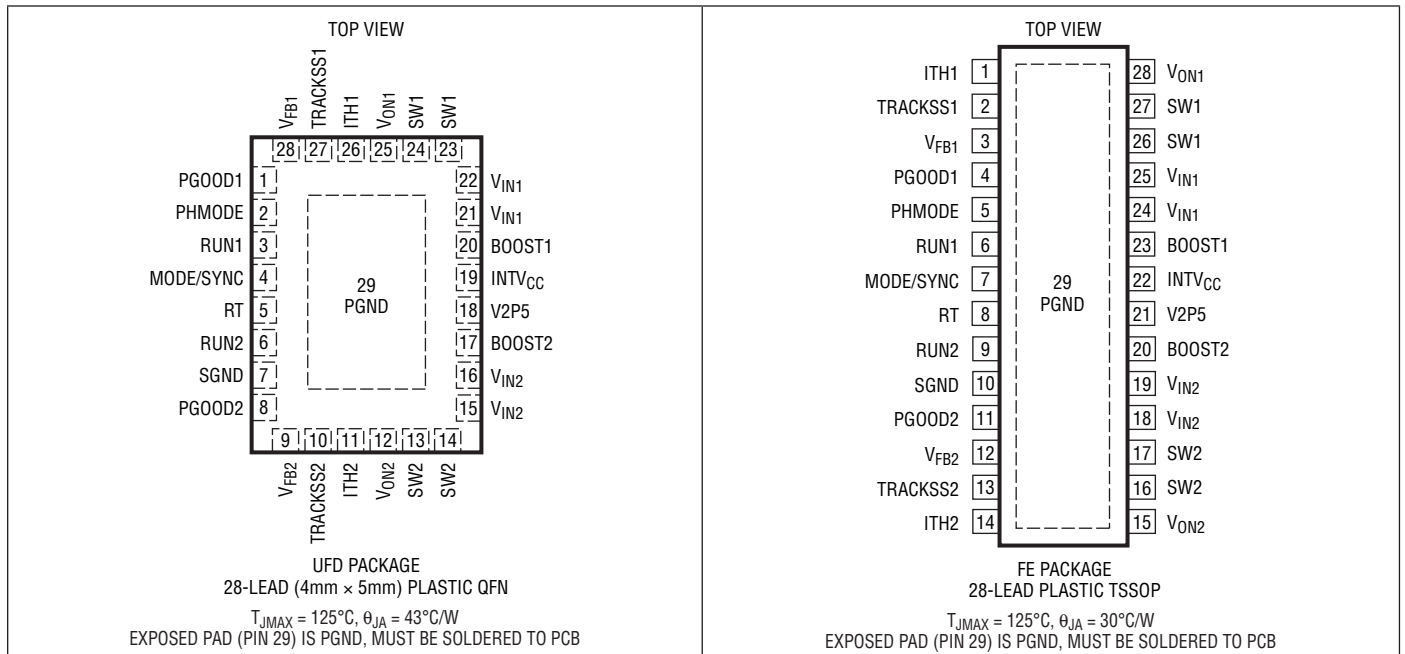 TOP VIEW
VFB1
TRACKSS1
ITH1
VON1
SW1
SW1
28 27 26 25 24 23
PGOOD1 1
PHMODE 2
RUN1 3
MODE/SYNC 4
RT 5
RUN2 6
SGND 7
PGOOD2 8
29
PGND
22 VIN1
21 VIN1
20 BOOST1
19 INTVCC
18 V2P5
17 BOOST2
16 VIN2
15 VIN2
9 10 11 12 13 14
VFB2
TRACKSS2
ITH2
VON2
SW2
SW2
UFD PACKAGE
28-LEAD (4mm × 5mm) PLASTIC QFN
TJMAX = 125°C, θJA = 43°C/W
EXPOSED PAD (PIN 29) IS PGND, MUST BE SOLDERED TO PCB
TOP VIEW
ITH1 1
TRACKSS1 2
VFB1 3
PGOOD1 4
PHMODE 5
RUN1 6
MODE/SYNC 7
RT 8
RUN2 9
SGND 10
PGOOD2 11
VFB2 12
TRACKSS2 13
ITH2 14
29
PGND
28 VON1
27 SW1
26 SW1
25 VIN1
24 VIN1
23 BOOST1
22 INTVCC
21 V2P5
20 BOOST2
19 VIN2
18 VIN2
17 SW2
16 SW2
15 VON2
FE PACKAGE
28-LEAD PLASTIC TSSOP
TJMAX = 125°C, θJA = 30°C/W
EXPOSED PAD (PIN 29) IS PGND, MUST BE SOLDERED TO PCB